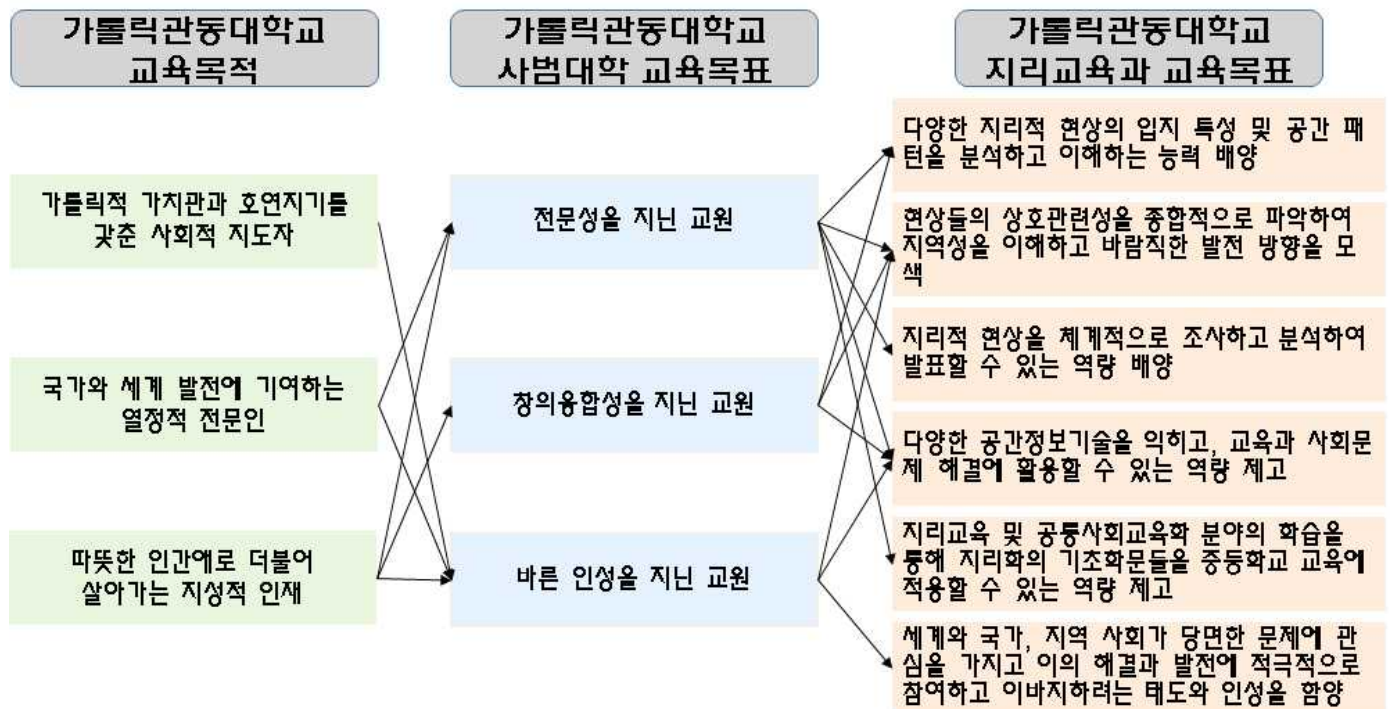 가톨릭관동대학교
교육목적
가톨릭관동대학교
사범대학 교육목표
가톨릭관동대학교
지리교육과 교육목표
가톨릭적 가치관과 호연지기를
갖춘 사회적 지도자
국가와 세계 발전에 기여하는
열정적 전문인
따뜻한 인간애로 더불어
살아가는 지성적 인재
전문성을 지닌 교원
창의융합성을 지닌 교원
바른 인성을 지닌 교원
다양한 지리적 현상의 입지 특성 및 공간 패
턴을 분석하고 이해하는 능력 배양
현상들의 상호관련성을 종합적으로 파악하여
지역성을 이해하고 바람직한 발전 방향을 모
색
지리적 현상을 체계적으로 조사하고 분석하여
발표할 수 있는 역량 배양
다양한 공간정보기술을 익히고, 교육과 사회문
제 해결에 활용할 수 있는 역량 제고
지리교육 및 공통사회교육학 분야의 학습을
통해 지리학의 기초학문들을 중등학교 교육에
적용할 수 있는 역량 제고
세계와 국가, 지역 사회가 당면한 문제에 관
심을 가지고 이의 해결과 발전에 적극적으로
참여하고 이바지하려는 태도와 인성을 함양